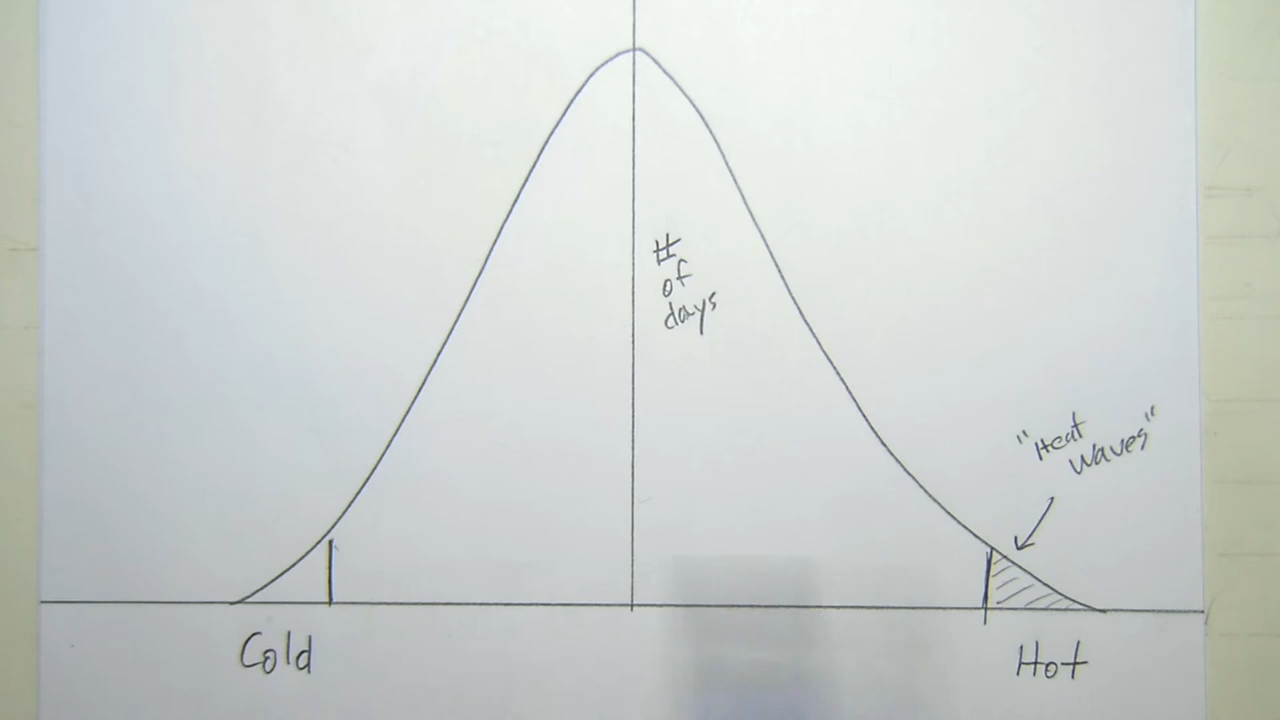 #
of
days
"Heat
Waves"
Cold
Hot